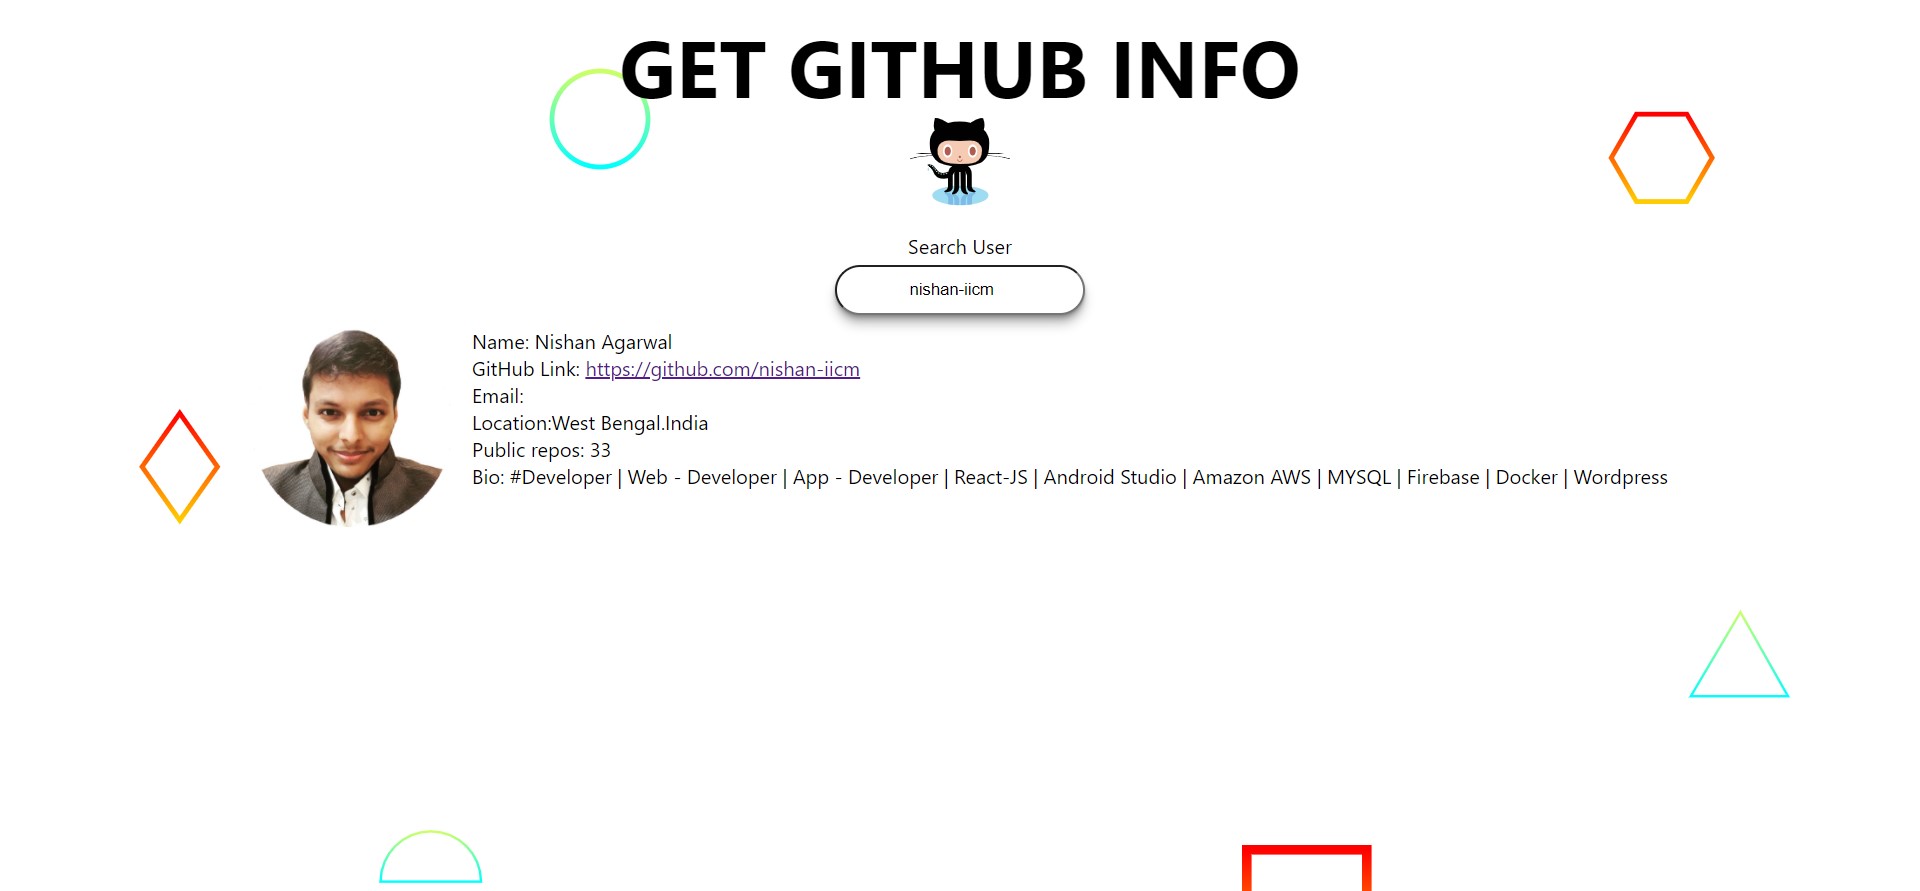 GET GITHUB INFO
Search User
nishan-iicm
Name: Nishan Agarwal
GitHub Link: https://github.com/nishan-iicm
Email:
Location:West Bengal.India
Public repos: 33
Bio: #Developer | Web - Developer | App - Developer | React-JS | Android Studio | Amazon AWS | MYSQL | Firebase | Docker | Wordpress